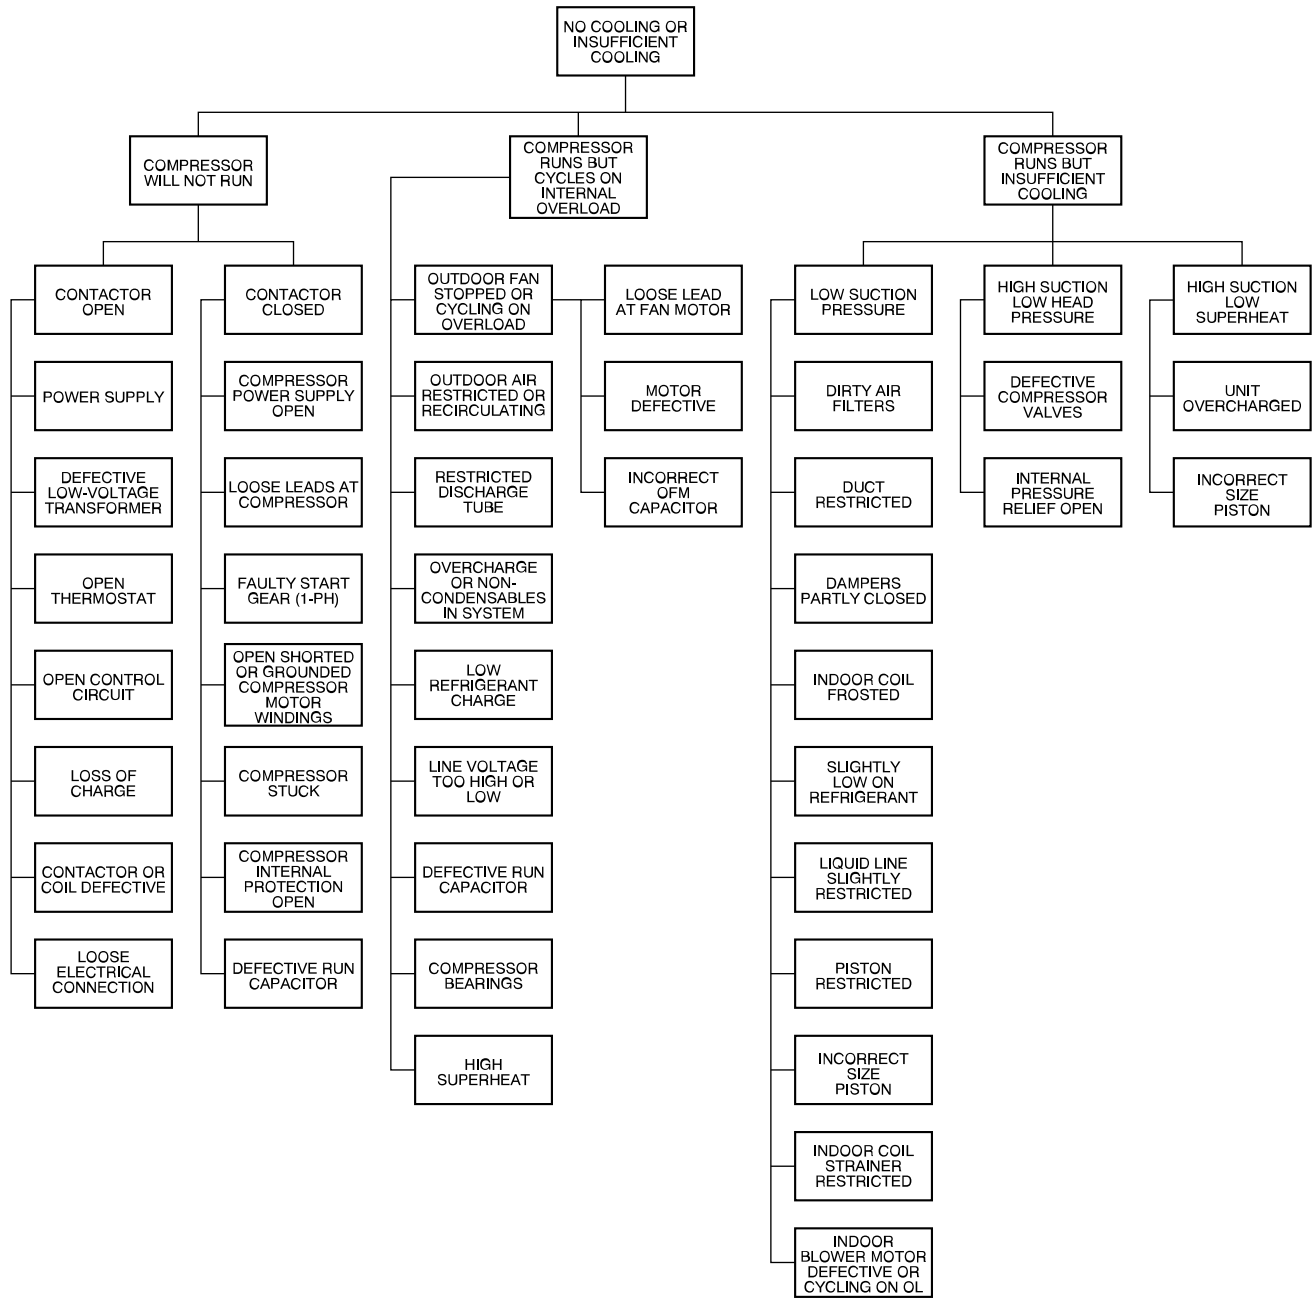 NO COOLING OR
INSUFFICIENT
COOLING
COMPRESSOR
WILL NOT RUN
COMPRESSOR
RUNS BUT
CYCLES ON
INTERNAL
OVERLOAD
COMPRESSOR
RUNS BUT
INSUFFICIENT
COOLING
CONTACTOR
OPEN
POWER SUPPLY
DEFECTIVE
LOW-VOLTAGE
TRANSFORMER
OPEN
THERMOSTAT
OPEN CONTROL
CIRCUIT
LOSS OF
CHARGE
CONTACTOR OR
COIL DEFECTIVE
LOOSE
ELECTRICAL
CONNECTION
CONTACTOR
CLOSED
COMPRESSOR
POWER SUPPLY
OPEN
LOOSE LEADS AT
COMPRESSOR
FAULTY START
GEAR (1-PH)
OPEN SHORTED
OR GROUNDED
COMPRESSOR
MOTOR
WINDINGS
COMPRESSOR
STUCK
COMPRESSOR
INTERNAL
PROTECTION
OPEN
DEFECTIVE RUN
CAPACITOR
OUTDOOR FAN
STOPPED OR
CYCLING ON
OVERLOAD
OUTDOOR AIR
RESTRICTED OR
RECIRCULATING
RESTRICTED
DISCHARGE
TUBE
OVERCHARGE
OR NON-
CONDENSABLES
IN SYSTEM
LOW
REFRIGERANT
CHARGE
LINE VOLTAGE
TOO HIGH OR
LOW
DEFECTIVE RUN
CAPACITOR
COMPRESSOR
BEARINGS
HIGH
SUPERHEAT
LOOSE LEAD
AT FAN MOTOR
MOTOR
DEFECTIVE
INCORRECT
OFM
CAPACITOR
LOW SUCTION
PRESSURE
DIRTY AIR
FILTERS
DUCT
RESTRICTED
DAMPERS
PARTLY CLOSED
INDOOR COIL
FROSTED
SLIGHTLY
LOW ON
REFRIGERANT
LIQUID LINE
SLIGHTLY
RESTRICTED
PISTON
RESTRICTED
INCORRECT
SIZE
PISTON
INDOOR COIL
STRAINER
RESTRICTED
INDOOR
BLOWER MOTOR
DEFECTIVE OR
CYCLING ON OL
HIGH SUCTION
LOW HEAD
PRESSURE
DEFECTIVE
COMPRESSOR
VALVES
INTERNAL
PRESSURE
RELIEF OPEN
HIGH SUCTION
LOW
SUPERHEAT
UNIT
OVERCHARGED
INCORRECT
SIZE
PISTON